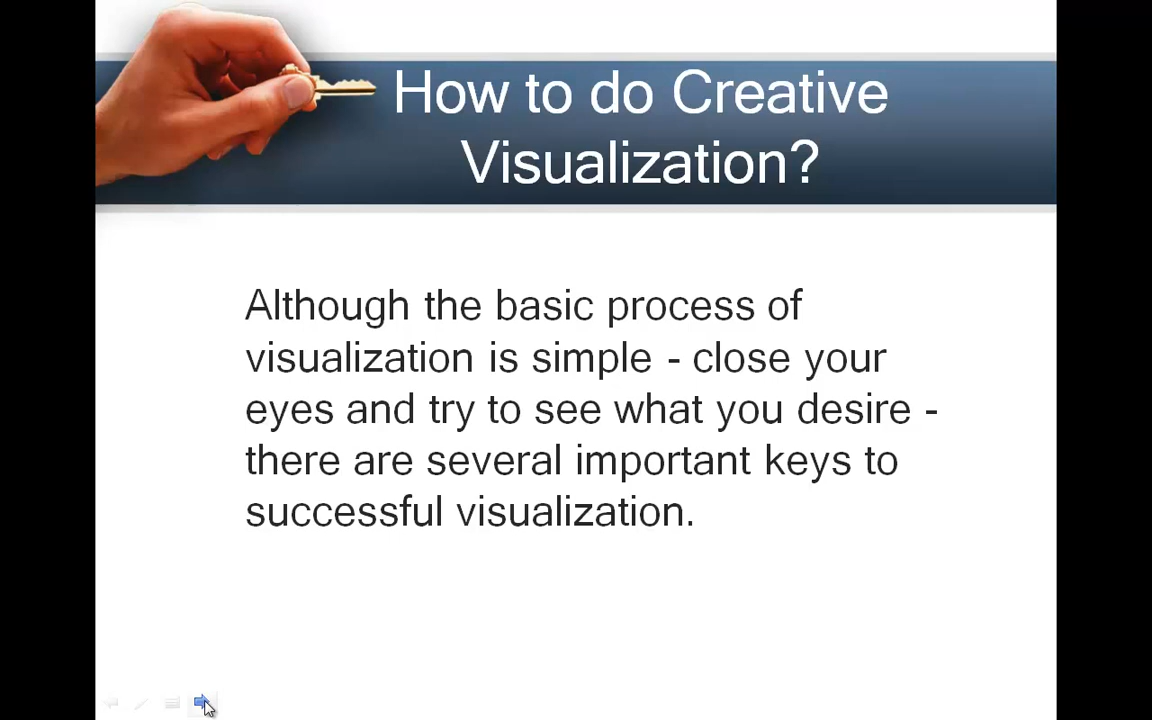 How to do Creative
Visualization?
Although the basic process of
visualization is simple - close your
eyes and try to see what you desire -
there are several important keys to
successful visualization.